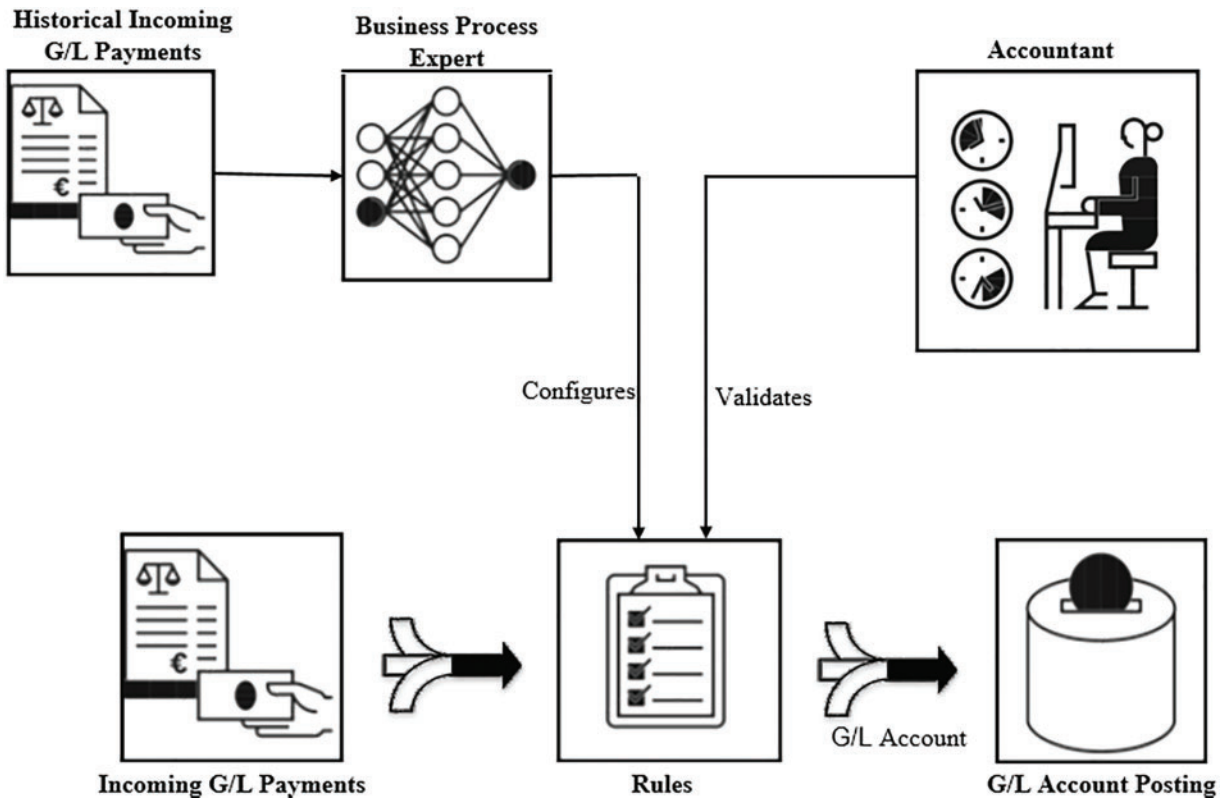 Historical Incoming
G/L Payments
Business Process
Expert
Accountant
€
Configures
Validates
€
G/L Account
Incoming G/L Payments
Rules
G/L Account Posting